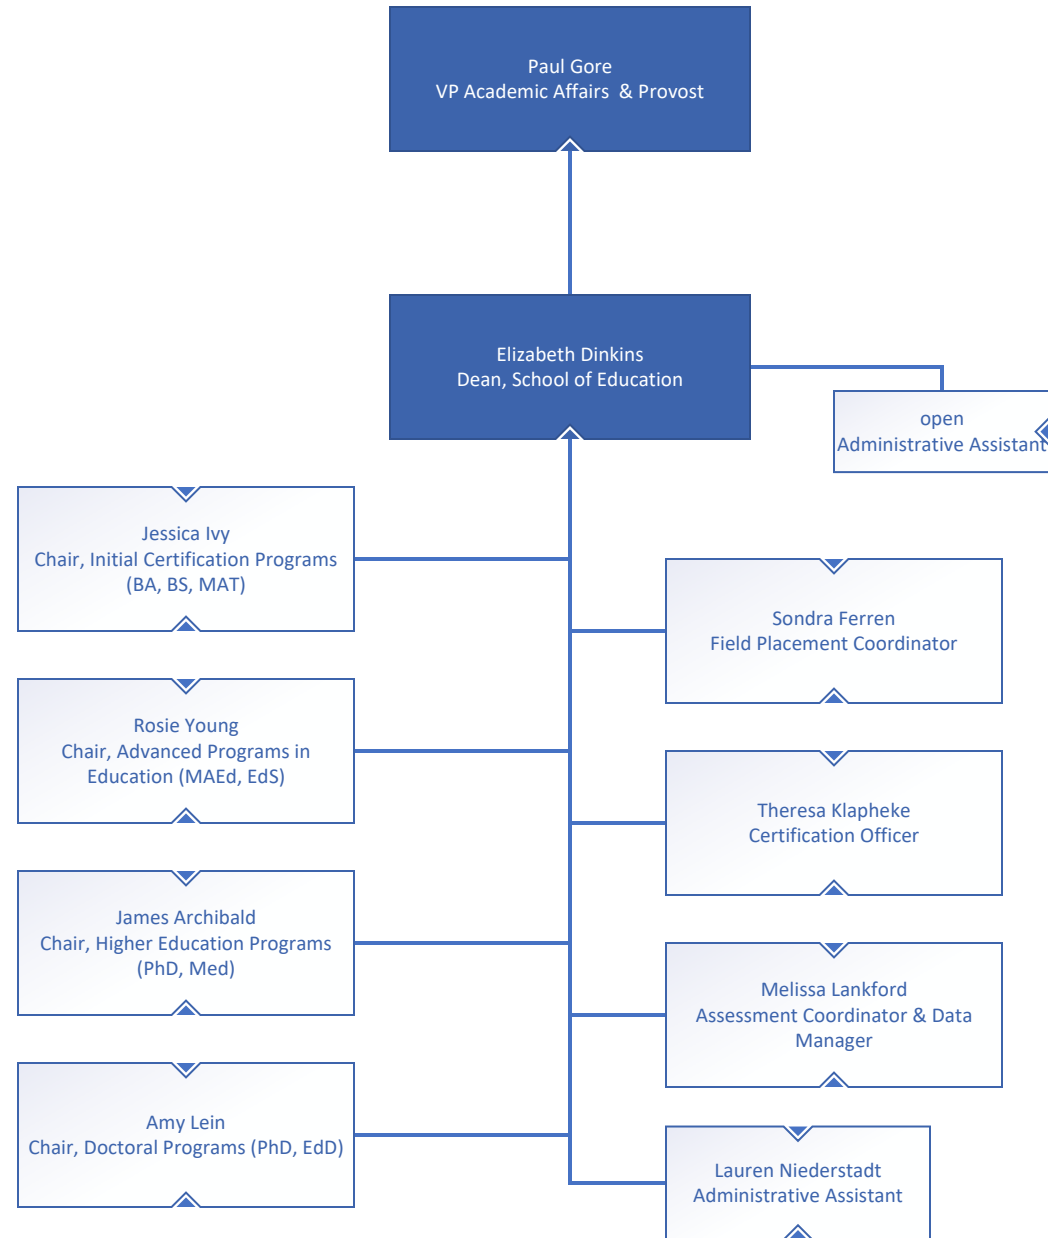 Paul Gore
VP Academic Affairs & Provost
Elizabeth Dinkins
Dean, School of Education
open
Administrative Assistant
Jessica Ivy
Chair, Initial Certification Programs
(BA, BS, MAT)
Sondra Ferren
Field Placement Coordinator
Rosie Young
Chair, Advanced Programs in
Education (MAEd, EdS)
Theresa Klapheke
Certification Officer
James Archibald
Chair, Higher Education Programs
(PhD, Med)
Melissa Lankford
Assessment Coordinator & Data
Manager
Amy Lein
Chair, Doctoral Programs (PhD, EdD)
Lauren Niederstadt
Administrative Assistant